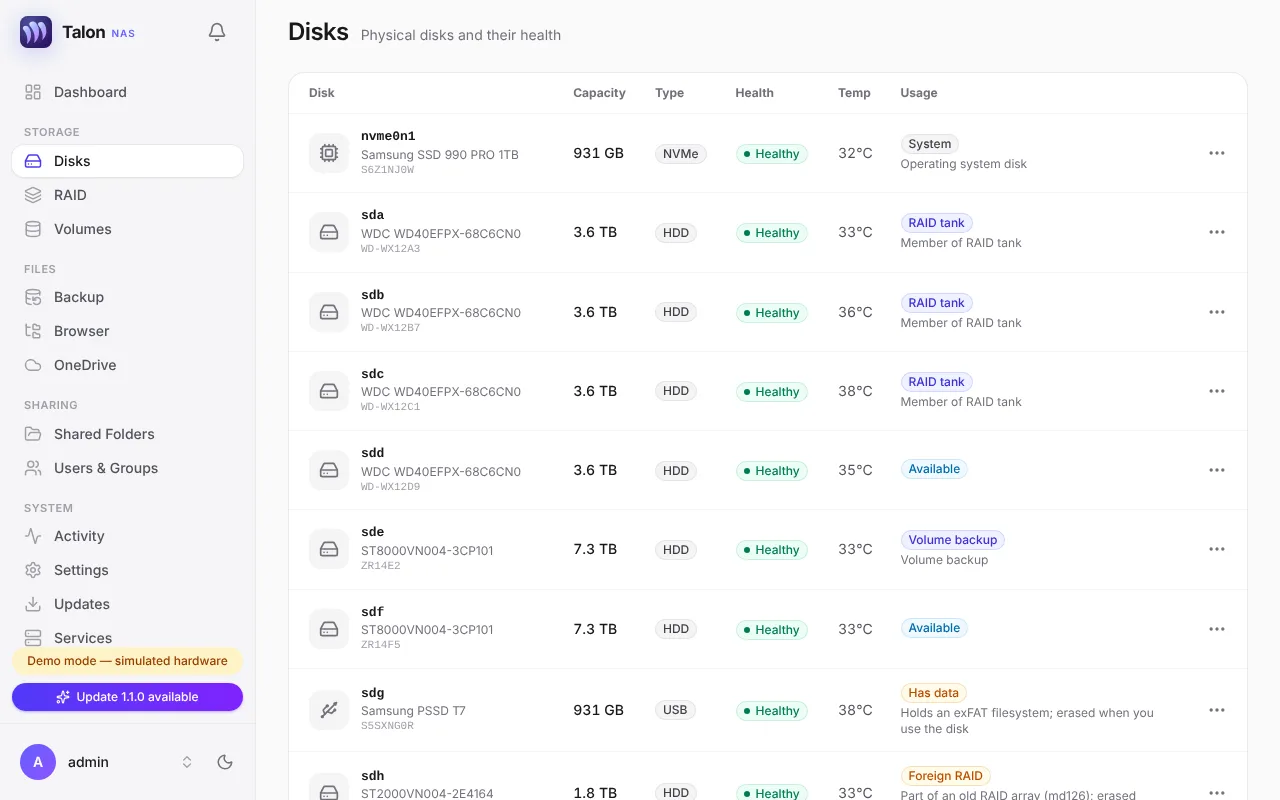 Talon NAS
Dashboard
STORAGE
Disks
RAID
Volumes
FILES
Backup
Browser
OneDrive
SHARING
Shared Folders
Users & Groups
SYSTEM
Activity
Settings
Updates
Services
Demo mode — simulated hardware
Update 1.1.0 available
A admin
Disks Physical disks and their health
Disk Capacity Type Health Temp Usage
nvme0n1
Samsung SSD 990 PRO 1TB
S6Z1NJ0W
931 GB NVMe Healthy 32°C
System
Operating system disk
sda
WDC WD40EFPX-68C6CN0
WD-WX12A3
3.6 TB HDD Healthy 33°C
RAID tank
Member of RAID tank
sdb
WDC WD40EFPX-68C6CN0
WD-WX12B7
3.6 TB HDD Healthy 36°C
RAID tank
Member of RAID tank
sdc
WDC WD40EFPX-68C6CN0
WD-WX12C1
3.6 TB HDD Healthy 38°C
RAID tank
Member of RAID tank
sdd
WDC WD40EFPX-68C6CN0
WD-WX12D9
3.6 TB HDD Healthy 35°C
Available
sde
ST8000VN004-3CP101
ZR14E2
7.3 TB HDD Healthy 33°C
Volume backup
Volume backup
sdf
ST8000VN004-3CP101
ZR14F5
7.3 TB HDD Healthy 33°C
Available
sdg
Samsung PSSD T7
S5SXNG0R
931 GB USB Healthy 38°C
Has data
Holds an exFAT filesystem; erased when you
use the disk
sdh
ST2000VN004-2E4164
1.8 TB HDD Healthy 33°C
Foreign RAID
Part of an old RAID array (md126); erased